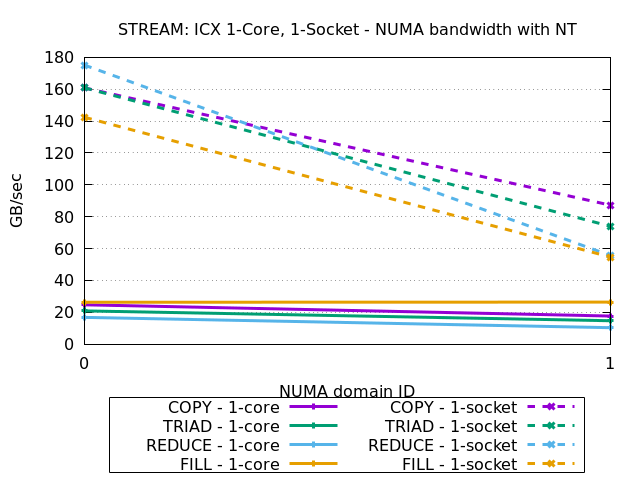 STREAM: ICX 1-Core, 1-Socket - NUMA bandwidth with NT
180
160
140
120
100
80
60
40
20
0
GB/sec
0 1
NUMA domain ID
COPY - 1-core COPY - 1-socket
TRIAD - 1-core TRIAD - 1-socket
REDUCE - 1-core REDUCE - 1-socket
FILL - 1-core FILL - 1-socket